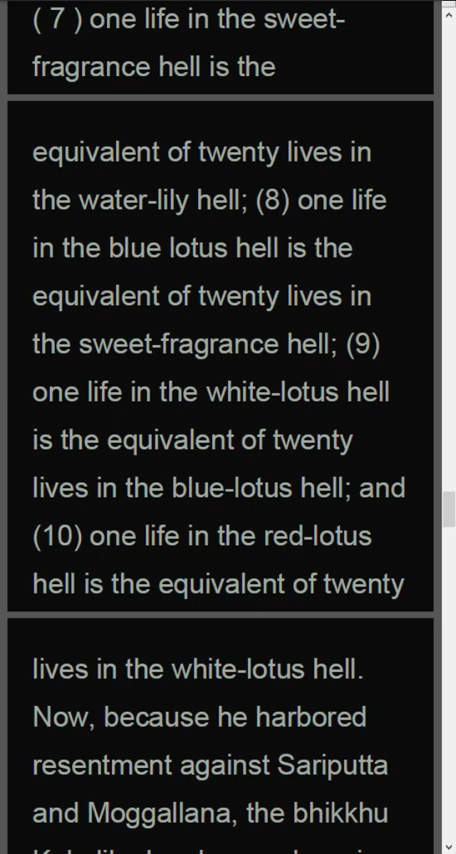 ( 7 ) one life in the sweet-
fragrance hell is the
equivalent of twenty lives in
the water-lily hell; (8) one life
in the blue lotus hell is the
equivalent of twenty lives in
the sweet-fragrance hell; (9)
one life in the white-lotus hell
is the equivalent of twenty
lives in the blue-lotus hell; and
(10) one life in the red-lotus
hell is the equivalent of twenty
lives in the white-lotus hell.
Now, because he harbored
resentment against Sariputta
and Moggallana, the bhikkhu